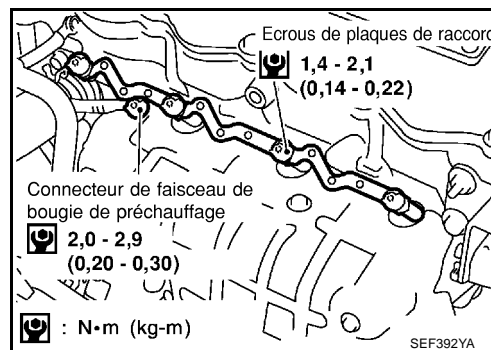 Ecrous de plaques de raccord
1,4 - 2,1
(0,14 - 0,22)
Connecteur de faisceau de
bougie de préchauffage
2,0 - 2,9
(0,20 - 0,30)
: N•m (kg-m)
SEF392YA